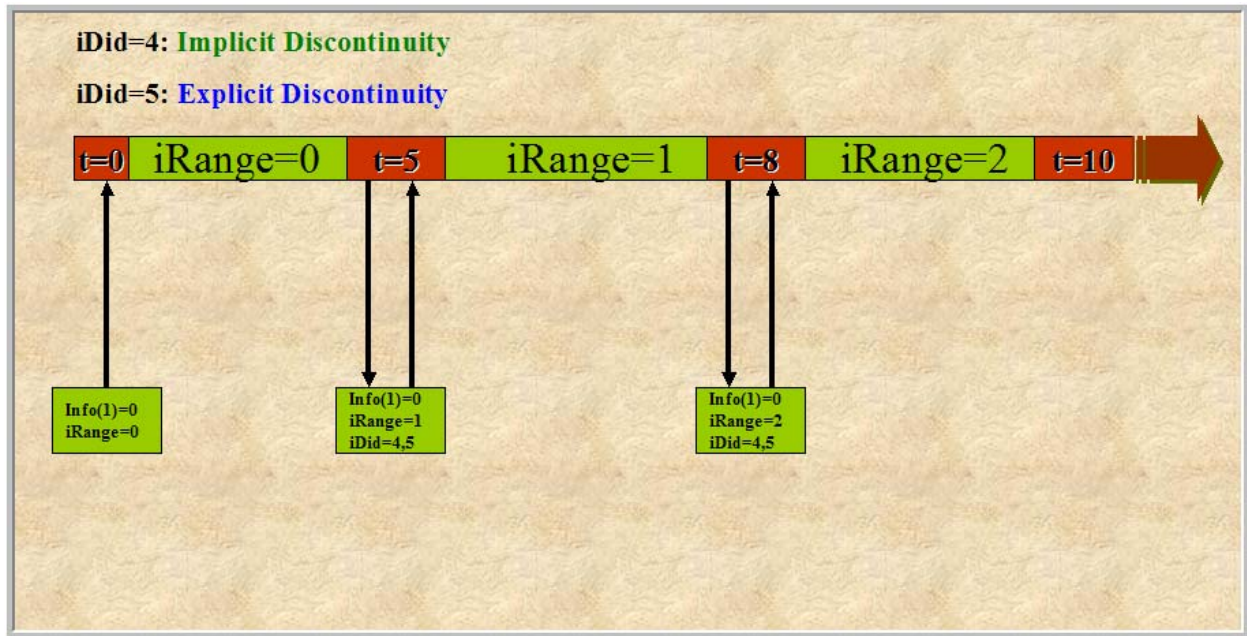 iDid=4: Implicit Discontinuity
iDid=5: Explicit Discontinuity
t=0 iRange=0 t=5 iRange=1 t=8 iRange=2 t=10
Info(1)=0
iRange=0
Info(1)=0
iRange=1
iDid=4,5
Info(1)=0
iRange=2
iDid=4,5